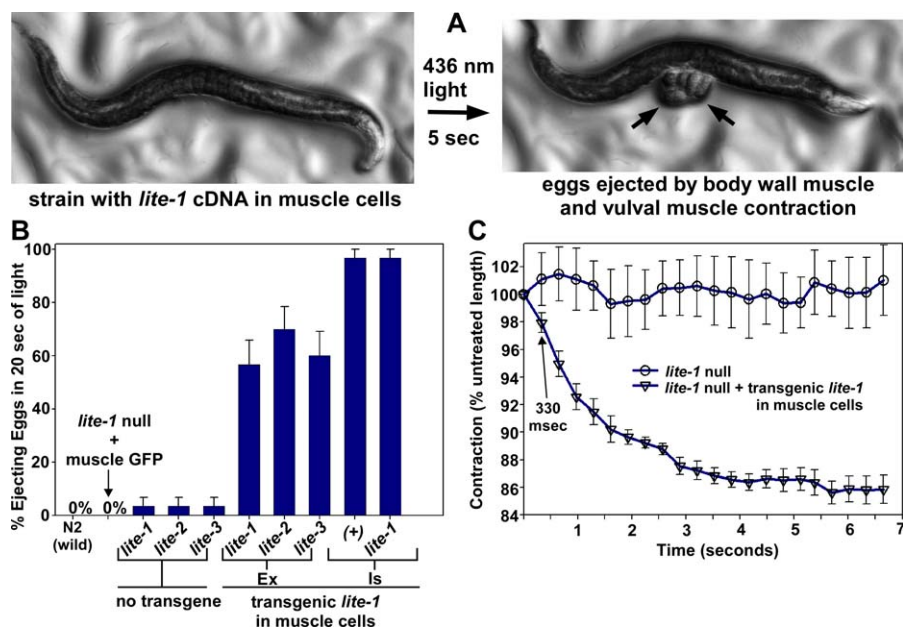 A
436 nm
light
5 sec
strain with lite-1 cDNA in muscle cells
eggs ejected by body wall muscle
and vulval muscle contraction
B
% Ejecting Eggs in 20 sec of light
100
80
60
40
20
0
lite-1 null
+
muscle GFP
0% 0%
N2
(wild)
lite-1 lite-2 lite-3 lite-1 lite-2 lite-3 (+) lite-1
Ex Is
no transgene transgenic lite-1
in muscle cells
C
Contraction (% untreated length)
102
100
98
96
94
92
90
88
86
84
330
msec
lite-1 null
lite-1 null + transgenic lite-1
in muscle cells
1 2 3 4 5 6 7
Time (seconds)